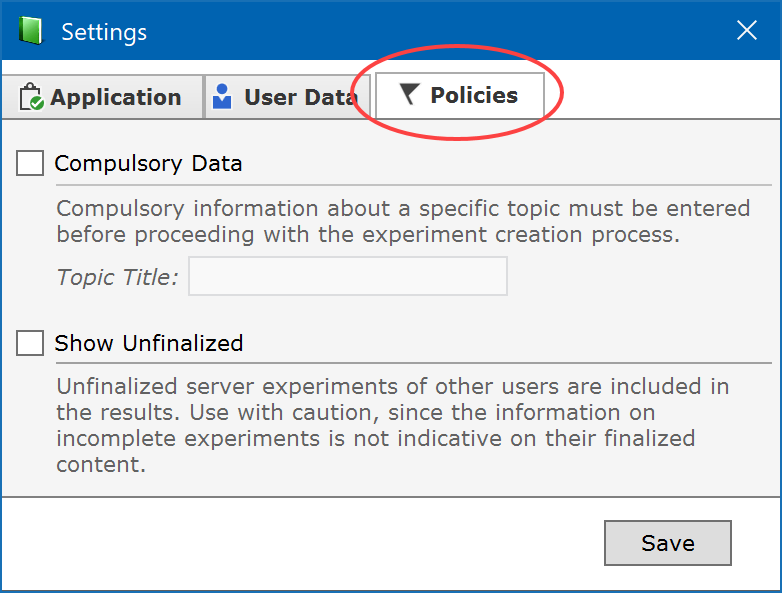 Settings
Application
User Data
Policies
Compulsory Data
Compulsory information about a specific topic must be entered
before proceeding with the experiment creation process.
Topic Title:
Show Unfinalized
Unfinalized server experiments of other users are included in
the results. Use with caution, since the information on
incomplete experiments is not indicative on their finalized
content.
Save